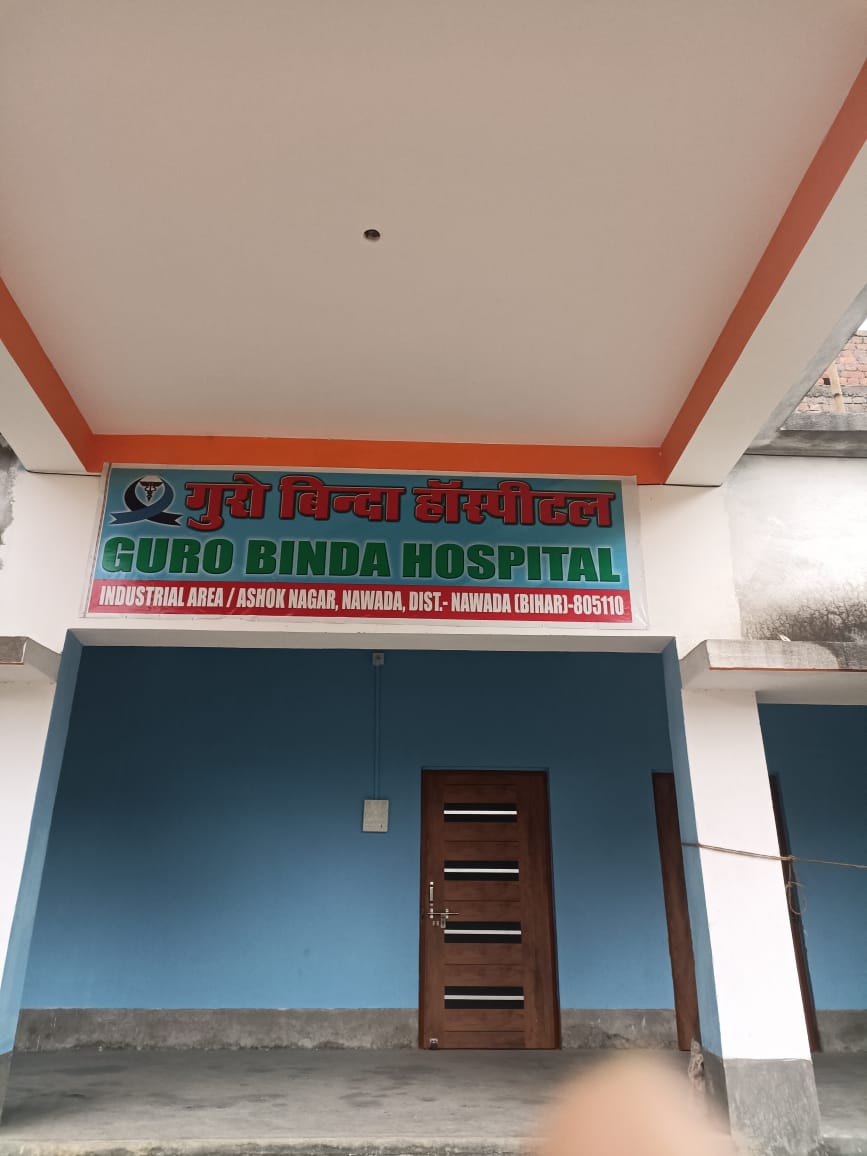 गुरो बिन्दा हॉस्पीटल
GURO BINDA HOSPITAL
INDUSTRIAL AREA / ASHOK NAGAR, NAWADA, DIST.- NAWADA (BIHAR)-805110